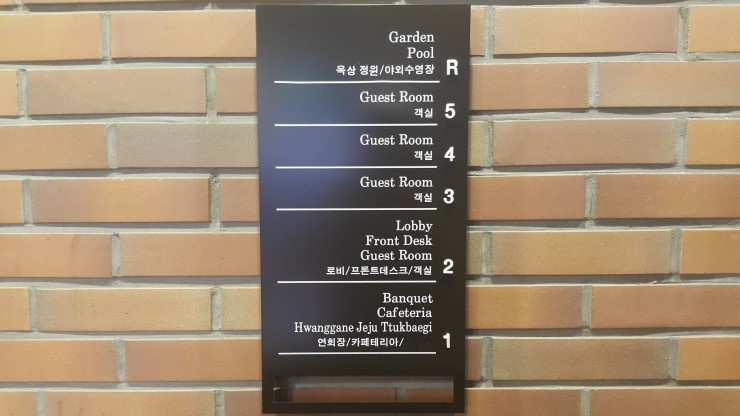 Garden
Pool
옥상 정원/야외수영장 R
Guest Room
객실 5
Guest Room
객실 4
Guest Room
객실 3
Lobby
Front Desk
Guest Room
로비/프론트데스크/객실 2
Banquet
Cafeteria
Hwanggane Jeju Ttukbaegi
연회장/카페테리아/ 1